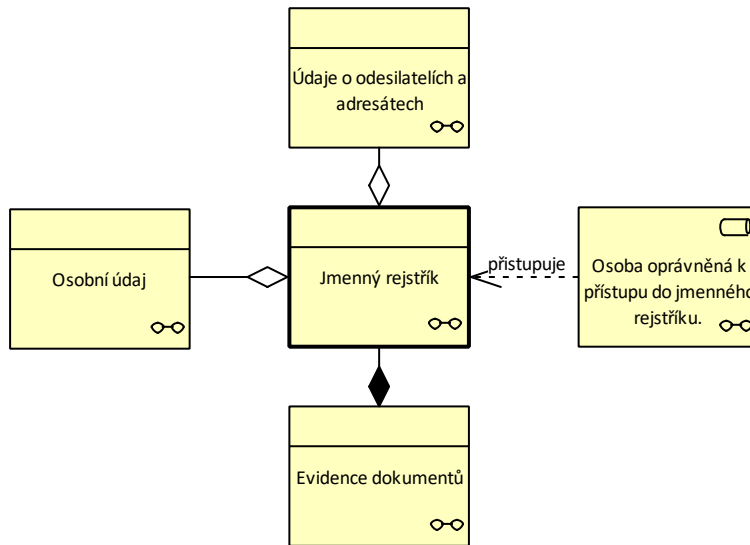 Údaje o odesilatelích a
adresátech
Osobní údaj
Jmenný rejstřík
přistupuje
Osoba oprávněná k
přístupu do jmenného
rejstříku.
Evidence dokumentů